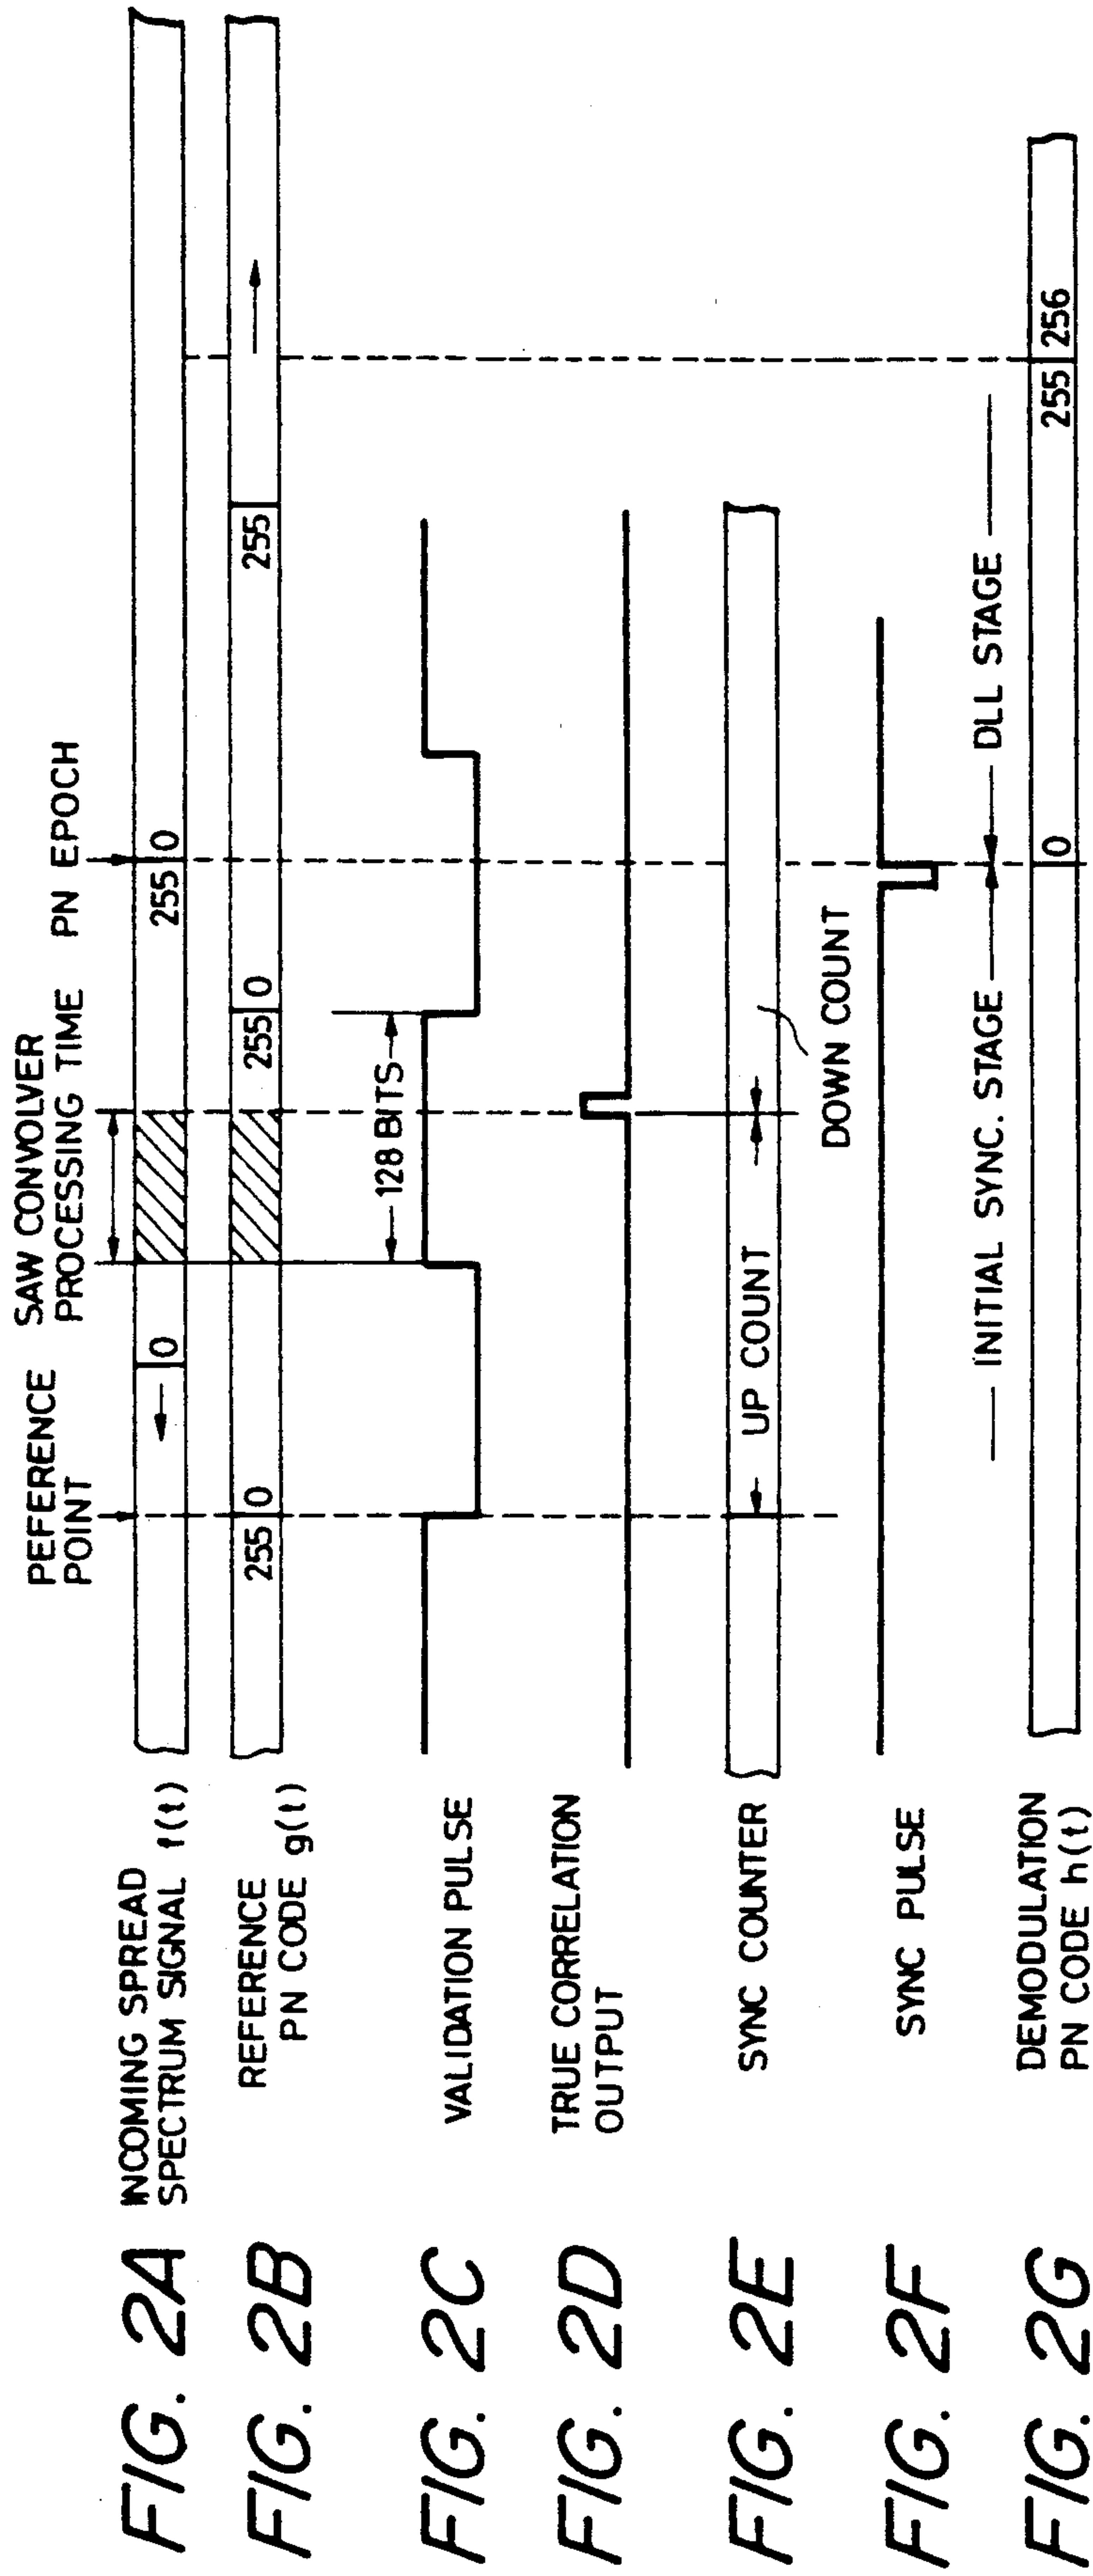 PEFERENCE
POINT
SAW CONVOLVER
PROCESSING TIME
PN EPOCH
FIG. 2A
INCOMING SPREAD
SPECTRUM SIGNAL f(t)
0
255 0
FIG. 2B
REFERENCE
PN CODE g(t)
255 0
255 0
255
FIG. 2C
VALIDATION PULSE
128 BITS
FIG. 2D
TRUE CORRELATION
OUTPUT
FIG. 2E
SYNC COUNTER
UP COUNT
DOWN COUNT
FIG. 2F
SYNC PULSE
INITIAL SYNC. STAGE
DLL STAGE
FIG. 2G
DEMODULATION
PN CODE h(t)
0
255 256